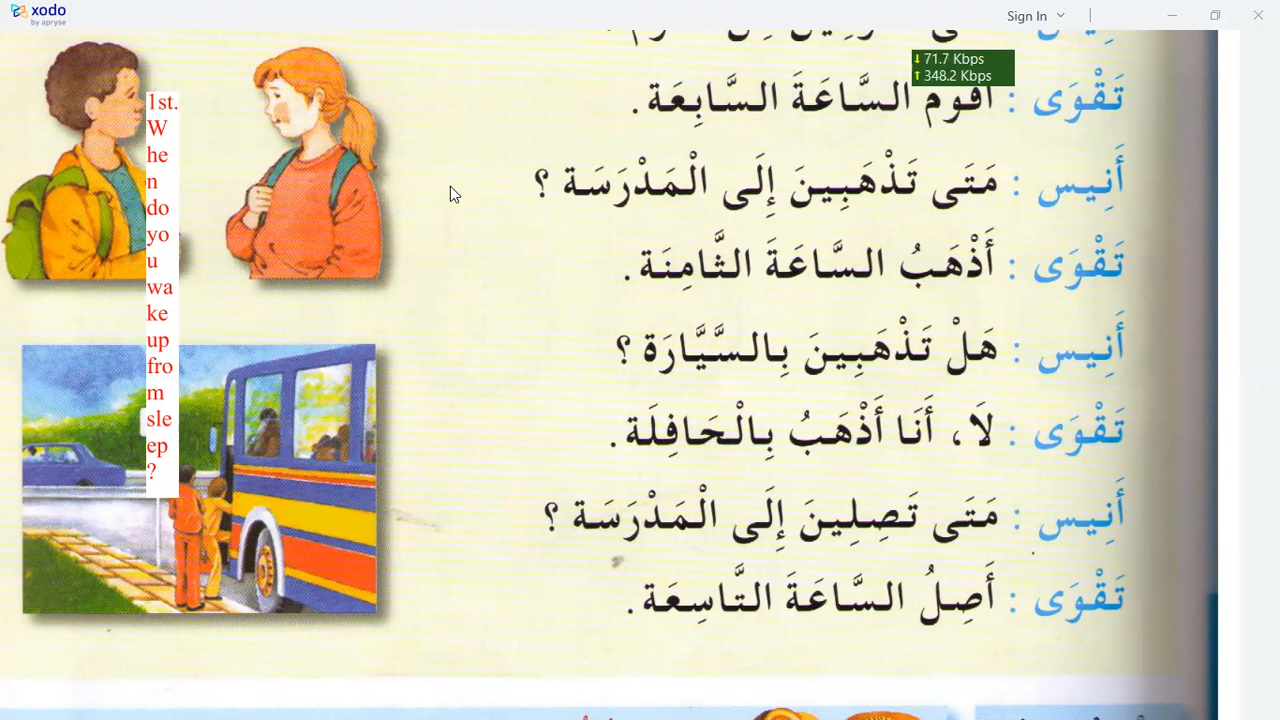 xodo
by apryse
Sign In
71.7 Kbps
348.2 Kbps
تَقْوَى : أَقُومُ السَّاعَةَ السَّابِعَة .
أَنِيس : مَتَى تَذْهَبِينَ إِلَى الْمَدْرَسَة ؟
تَقْوَى : أَذْهَبُ السَّاعَةَ الثَّامِنَة .
أَنِيس : هَلْ تَذْهَبِينَ بِالسَّيَّارَة ؟
تَقْوَى : لَا، أَنَا أَذْهَبُ بِالْحَافِلَة .
أَنِيس : مَتَى تَصِلِينَ إِلَى الْمَدْرَسَة ؟
تَقْوَى : أَصِلُ السَّاعَةَ التَّاسِعَة .
1st.
W
he
n
do
yo
u
wa
ke
up
fro
m
sle
ep
?